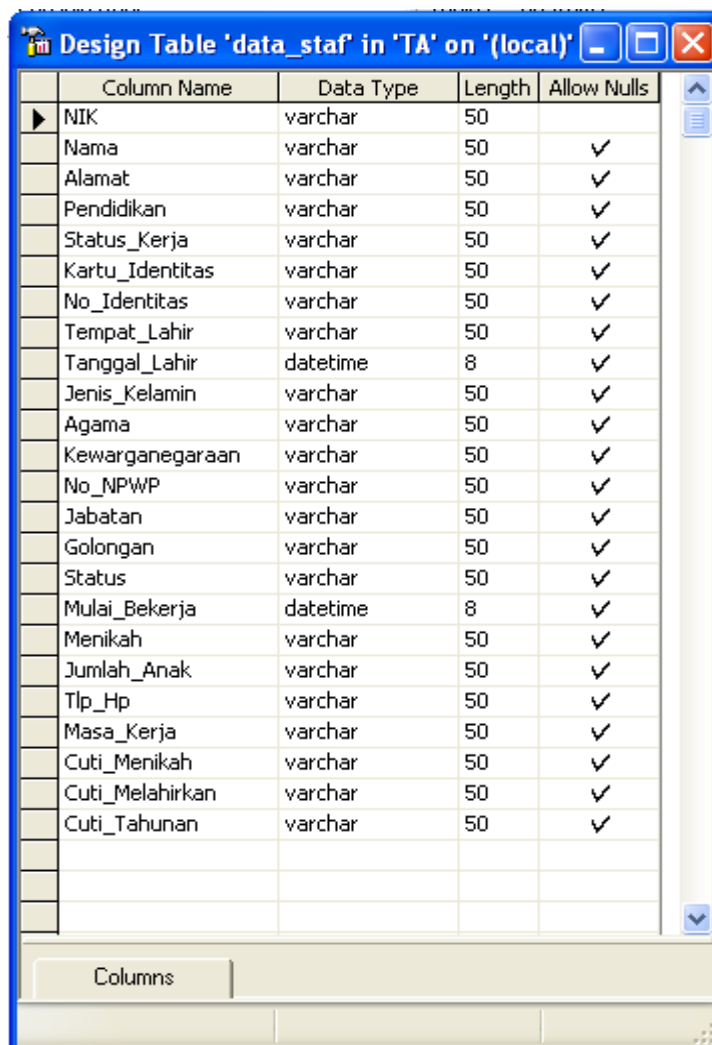 Design Table 'data_staf' in 'TA' on '(local)'
Column Name Data Type Length Allow Nulls
NIK varchar 50
Nama varchar 50 ✓
Alamat varchar 50 ✓
Pendidikan varchar 50 ✓
Status_Kerja varchar 50 ✓
Kartu_Identitas varchar 50 ✓
No_Identitas varchar 50 ✓
Tempat_Lahir varchar 50 ✓
Tanggal_Lahir datetime 8 ✓
Jenis_Kelamin varchar 50 ✓
Agama varchar 50 ✓
Kewarganegaraan varchar 50 ✓
No_NPWP varchar 50 ✓
Jabatan varchar 50 ✓
Golongan varchar 50 ✓
Status varchar 50 ✓
Mulai_Bekerja datetime 8 ✓
Menikah varchar 50 ✓
Jumlah_Anak varchar 50 ✓
Tlp_Hp varchar 50 ✓
Masa_Kerja varchar 50 ✓
Cuti_Menikah varchar 50 ✓
Cuti_Melahirkan varchar 50 ✓
Cuti_Tahunan varchar 50 ✓
Columns